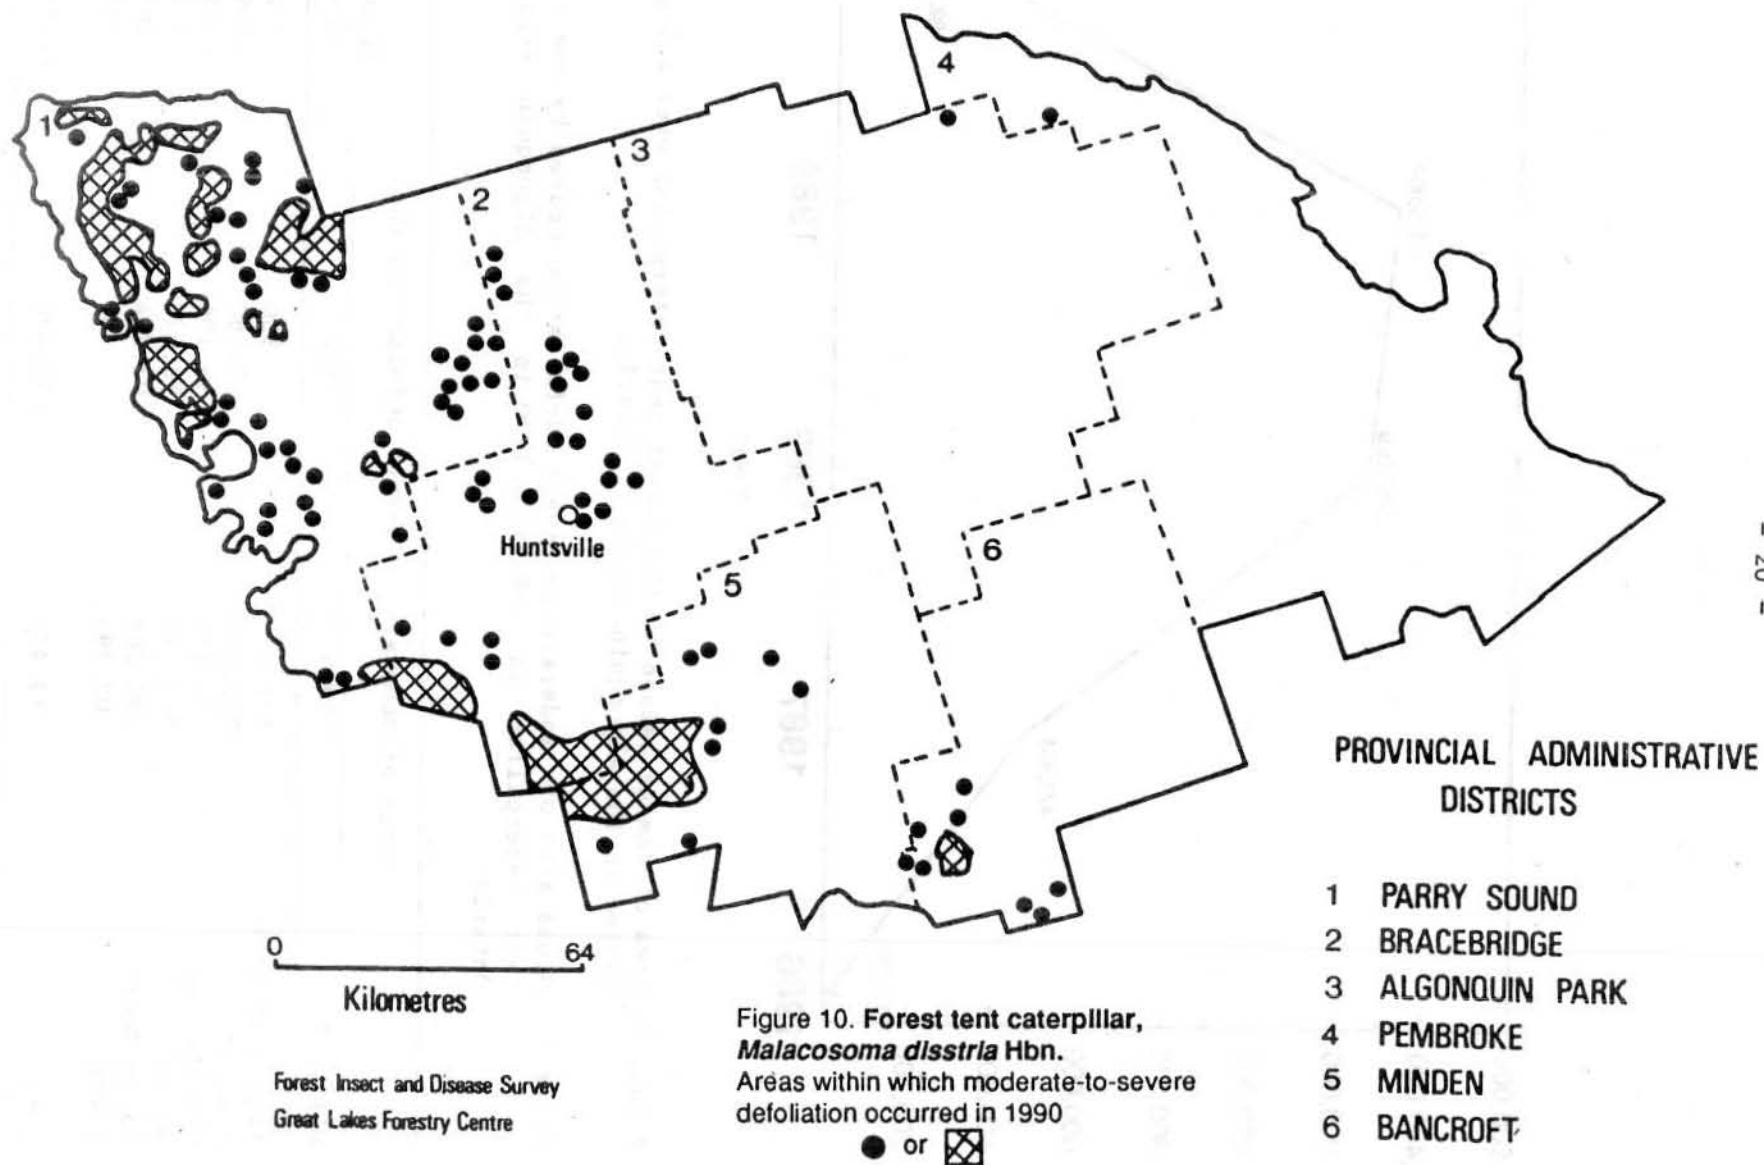 4
1
3
2
Huntsville
6
5
- 20 -
0 64
Kilometres
Forest Insect and Disease Survey
Great Lakes Forestry Centre
Figure 10. Forest tent caterpillar,
Malacosoma disstria Hbn.
Areas within which moderate-to-severe
defoliation occurred in 1990
or
PROVINCIAL ADMINISTRATIVE
DISTRICTS
1 PARRY SOUND
2 BRACEBRIDGE
3 ALGONQUIN PARK
4 PEMBROKE
5 MINDEN
6 BANCROFT